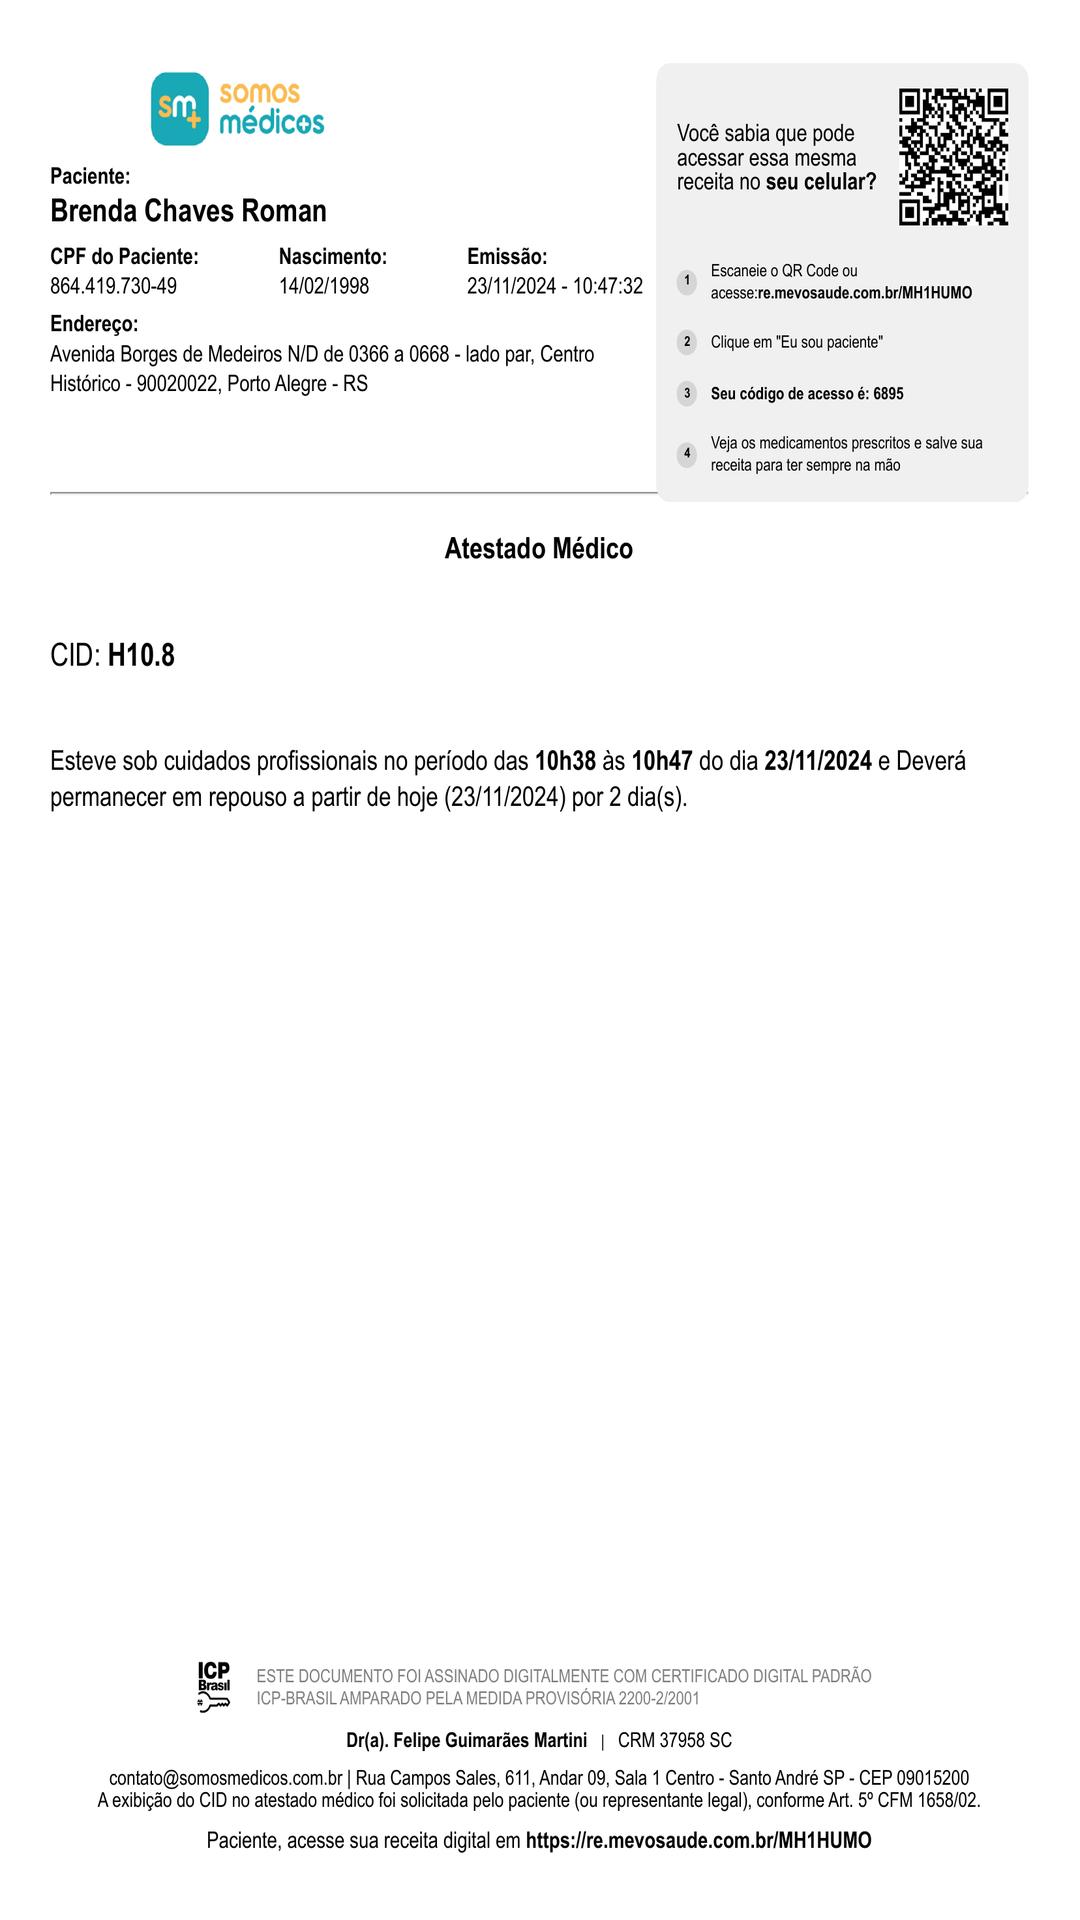 sm+ somos
médicos
Paciente:
Brenda Chaves Roman
CPF do Paciente: Nascimento: Emissão:
864.419.730-49 14/02/1998 23/11/2024 - 10:47:32
Endereço:
Avenida Borges de Medeiros N/D de 0366 a 0668 - lado par, Centro
Histórico - 90020022, Porto Alegre - RS
Você sabia que pode
acessar essa mesma
receita no seu celular?
1 Escaneie o QR Code ou
acesse:re.mevosaude.com.br/MH1HUMO
2 Clique em "Eu sou paciente"
3 Seu código de acesso é: 6895
4 Veja os medicamentos prescritos e salve sua
receita para ter sempre na mão
Atestado Médico
CID: H10.8
Esteve sob cuidados profissionais no período das 10h38 às 10h47 do dia 23/11/2024 e Deverá
permanecer em repouso a partir de hoje (23/11/2024) por 2 dia(s).
ICP
Brasil
ESTE DOCUMENTO FOI ASSINADO DIGITALMENTE COM CERTIFICADO DIGITAL PADRÃO
ICP-BRASIL AMPARADO PELA MEDIDA PROVISÓRIA 2200-2/2001
Dr(a). Felipe Guimarães Martini | CRM 37958 SC
contato@somosmedicos.com.br | Rua Campos Sales, 611, Andar 09, Sala 1 Centro - Santo André SP - CEP 09015200
A exibição do CID no atestado médico foi solicitada pelo paciente (ou representante legal), conforme Art. 5º CFM 1658/02.
Paciente, acesse sua receita digital em https://re.mevosaude.com.br/MH1HUMO